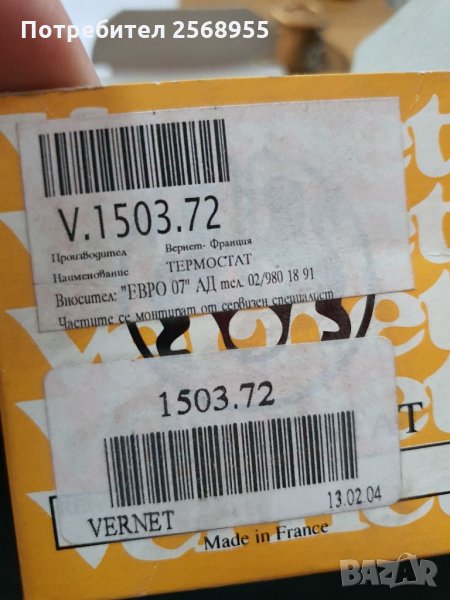 Потребител 2568955
V.1503.72
Производител Вернет- Франция
Наименование ТЕРМОСТАТ
Вносител: "ЕВРО 07" АД тел. 02/980 18 91
Частите се монтират от сервизен специалист
1503.72
VERNET 13.02.04
Made in France
BAZAR